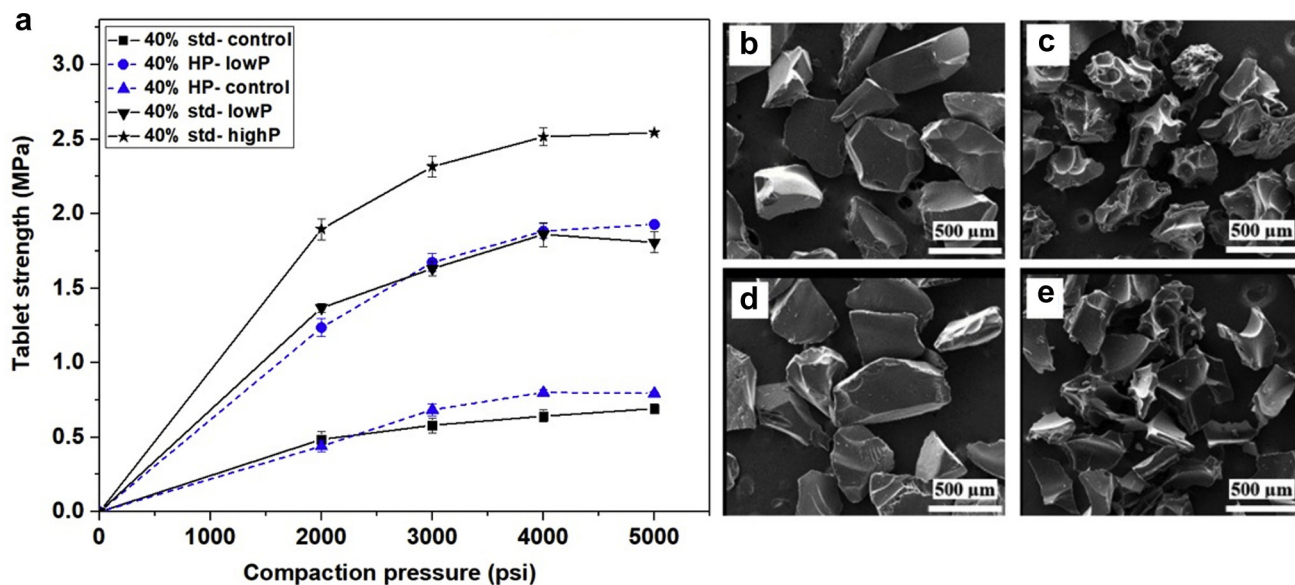 a
40% std- control
40% HP- lowP
40% HP- control
40% std- lowP
40% std- highP
3.0
2.5
2.0
1.5
1.0
0.5
0.0
Tablet strength (MPa)
0 1000 2000 3000 4000 5000
Compaction pressure (psi)
b
500 µm
c
500 µm
d
500 µm
e
500 µm